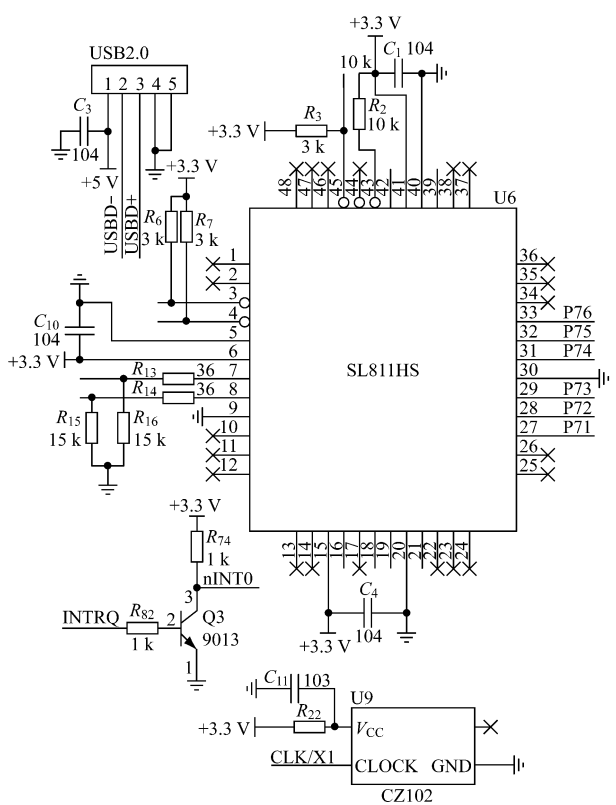 +3.3 V
C1 104
10 k
USB2.0
1 2 3 4 5
C3
104
R3
+3.3 V
3 k
R2
10 k
+5 V
USBD-
USBD+
+3.3 V
R6
3 k
R7
3 k
48 47 46 45 44 43 42 41 40 39 38 37
U6
1
2
3
4
5
6
7
8
9
10
11
12
36
35
34
33 P76
32 P75
31 P74
30
29 P73
28 P72
27 P71
26
25
SL811HS
C10
104
+3.3 V
R13 36
R14 36
R15
15 k
R16
15 k
13 14 15 16 17 18 19 20 21 22 23 24
+3.3 V
R74
1 k
nINT0
3
INTRQ
R82
1 k
2
Q3
9013
1
C4
104
+3.3 V
C11 103
U9
+3.3 V
R22
VCC
CLK/X1
CLOCK GND
CZ102